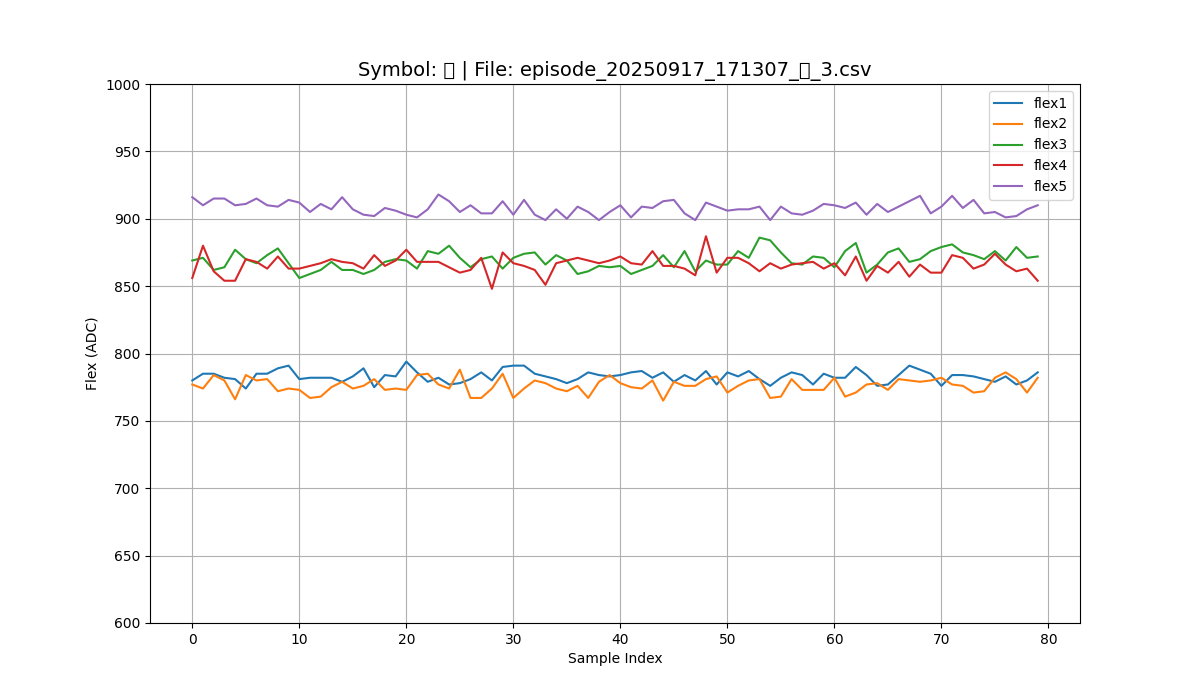 Symbol: | File: episode_20250917_171307_ _3.csv
1000
950
900
850
800
750
700
650
600
Flex (ADC)
0 10 20 30 40 50 60 70 80
Sample Index
flex1
flex2
flex3
flex4
flex5